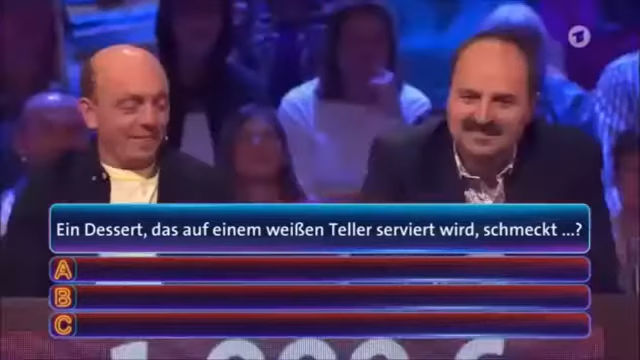 Ein Dessert, das auf einem weißen Teller serviert wird, schmeckt ...?
A
B
C